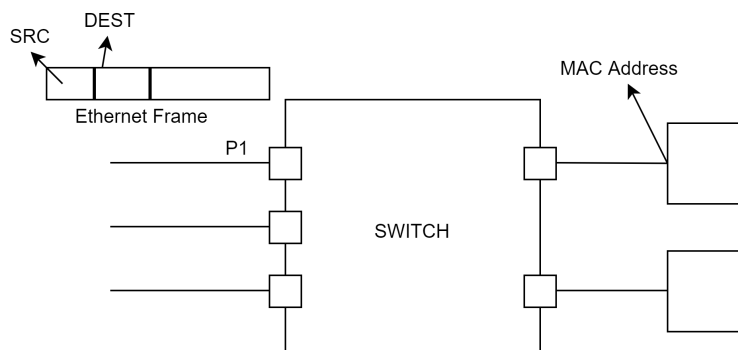 DEST
SRC
MAC Address
Ethernet Frame
P1
SWITCH